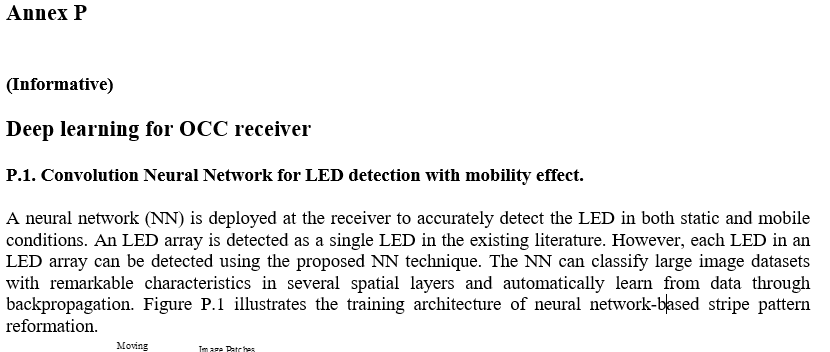 Annex P
(Informative)
Deep learning for OCC receiver
P.1. Convolution Neural Network for LED detection with mobility effect.
A neural network (NN) is deployed at the receiver to accurately detect the LED in both static and mobile
conditions. An LED array is detected as a single LED in the existing literature. However, each LED in an
LED array can be detected using the proposed NN technique. The NN can classify large image datasets
with remarkable characteristics in several spatial layers and automatically learn from data through
backpropagation. Figure P.1 illustrates the training architecture of neural network-based stripe pattern
reformation.
Moving
Image Patches